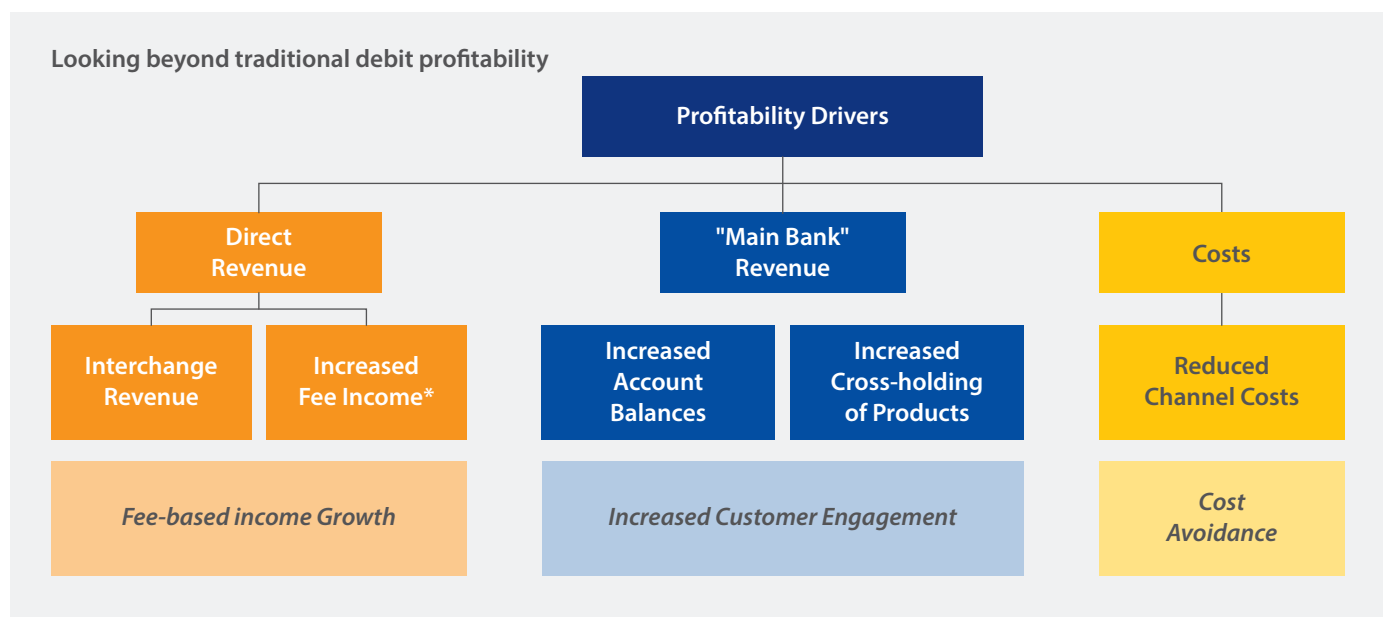 Looking beyond traditional debit profitability
Profitability Drivers
Direct
Revenue
"Main Bank"
Revenue
Costs
Interchange
Revenue
Increased
Fee Income*
Increased
Account
Balances
Increased
Cross-holding
of Products
Reduced
Channel Costs
Fee-based income Growth
Increased Customer Engagement
Cost
Avoidance